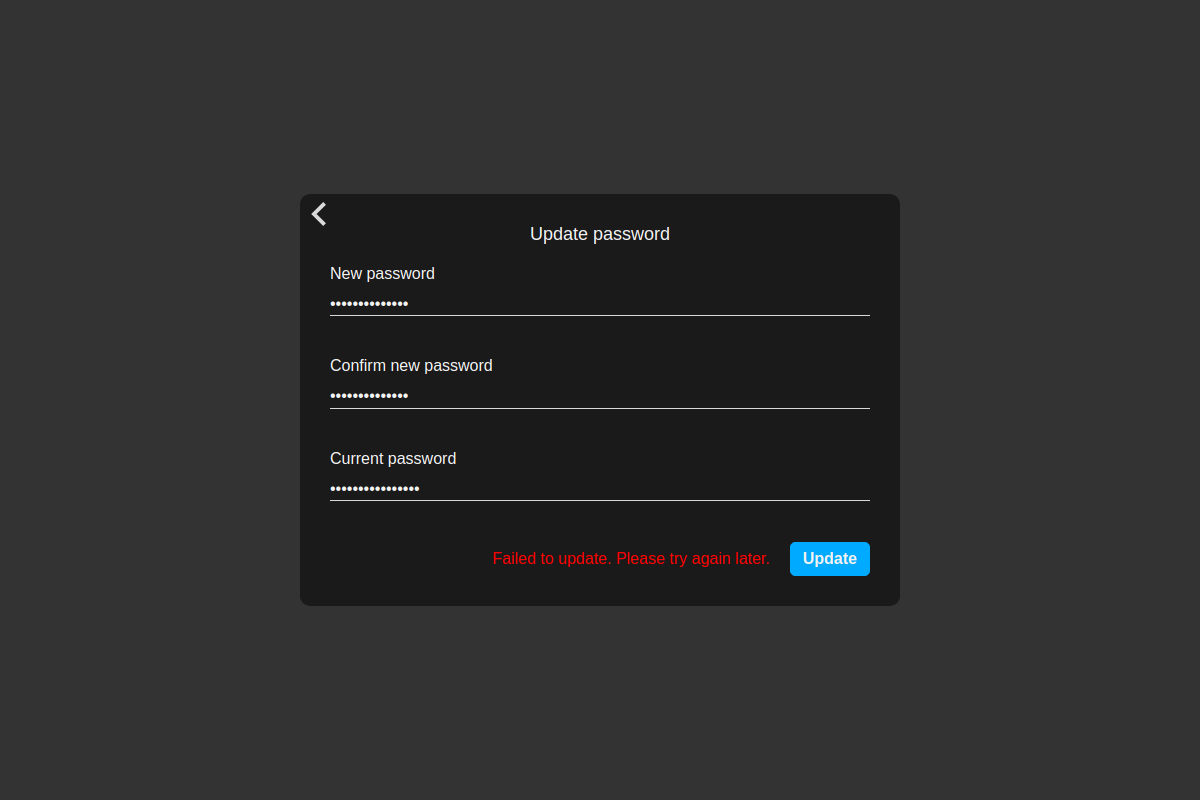 Update password
New password
••••••••••••••
Confirm new password
••••••••••••••
Current password
••••••••••••••••
Failed to update. Please try again later.
Update